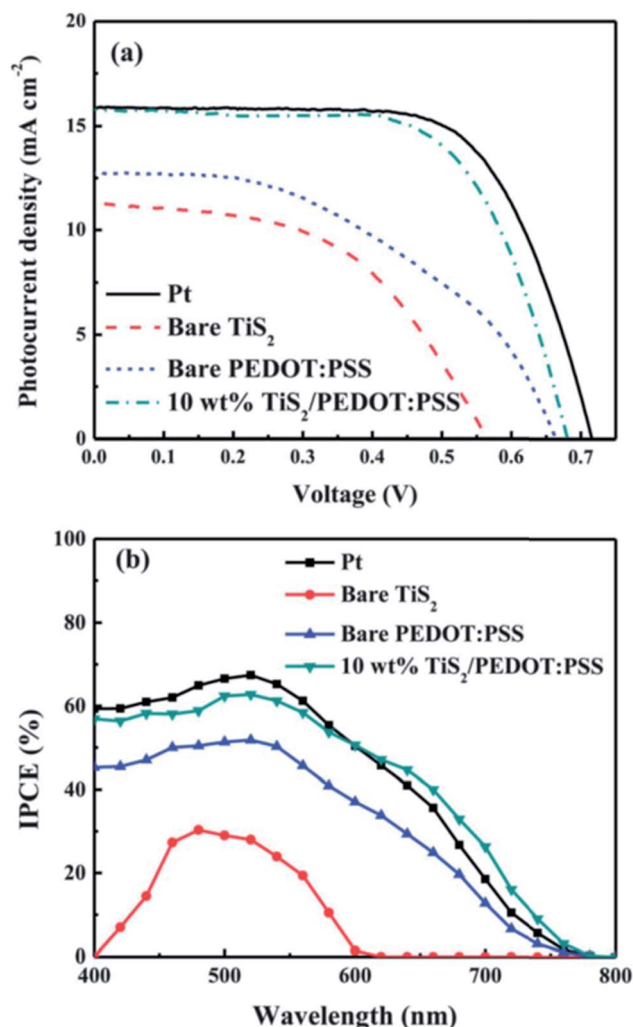 20
(a)
15
10
5
0
Photocurrent density (mA cm⁻²)
Pt
Bare TiS₂
Bare PEDOT:PSS
10 wt% TiS₂/PEDOT:PSS
0.0 0.1 0.2 0.3 0.4 0.5 0.6 0.7
Voltage (V)
100
(b)
80
60
40
20
0
IPCE (%)
Pt
Bare TiS₂
Bare PEDOT:PSS
10 wt% TiS₂/PEDOT:PSS
400 500 600 700 800
Wavelength (nm)